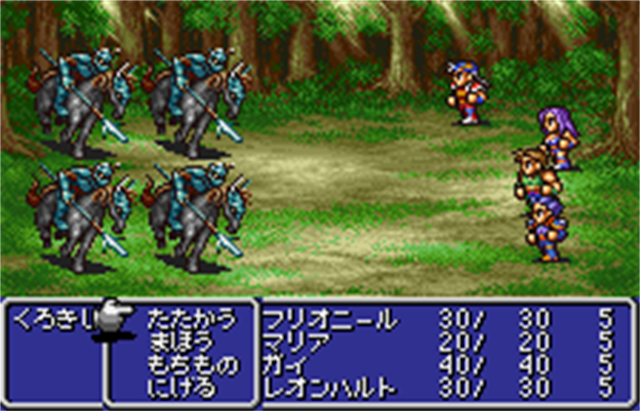 くろきし たたかう フリオニール 30/ 30 5
まほう マリア 20/ 20 5
もちもの ガイ 40/ 40 5
にげる レオンハルト 30/ 30 5